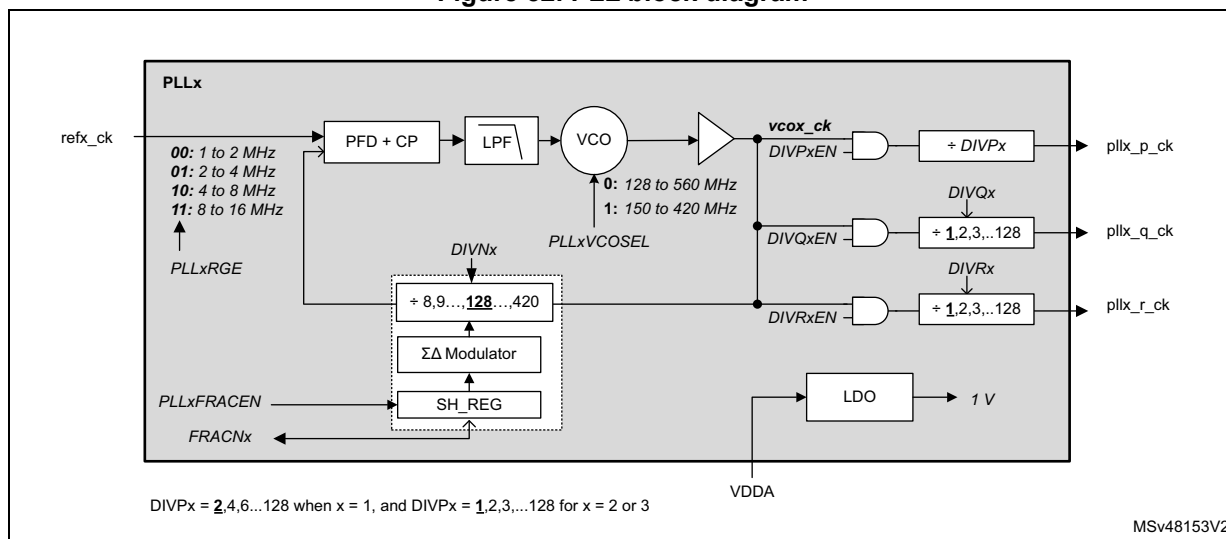 PLLx
refx_ck
00: 1 to 2 MHz
01: 2 to 4 MHz
10: 4 to 8 MHz
11: 8 to 16 MHz
PLLxRGE
PFD + CP
LPF
VCO
0: 128 to 560 MHz
1: 150 to 420 MHz
PLLxVCOSEL
vcox_ck
DIVPxEN
÷ DIVPx
pllx_p_ck
DIVQx
DIVQxEN
÷ 1,2,3,..128
pllx_q_ck
DIVRx
DIVRxEN
÷ 1,2,3,..128
pllx_r_ck
DIVNx
÷ 8,9...,128...,420
ΣΔ Modulator
SH_REG
PLLxFRACEN
FRACNx
LDO
1 V
VDDA
DIVPx = 2,4,6...128 when x = 1, and DIVPx = 1,2,3,...128 for x = 2 or 3
MSv48153V2